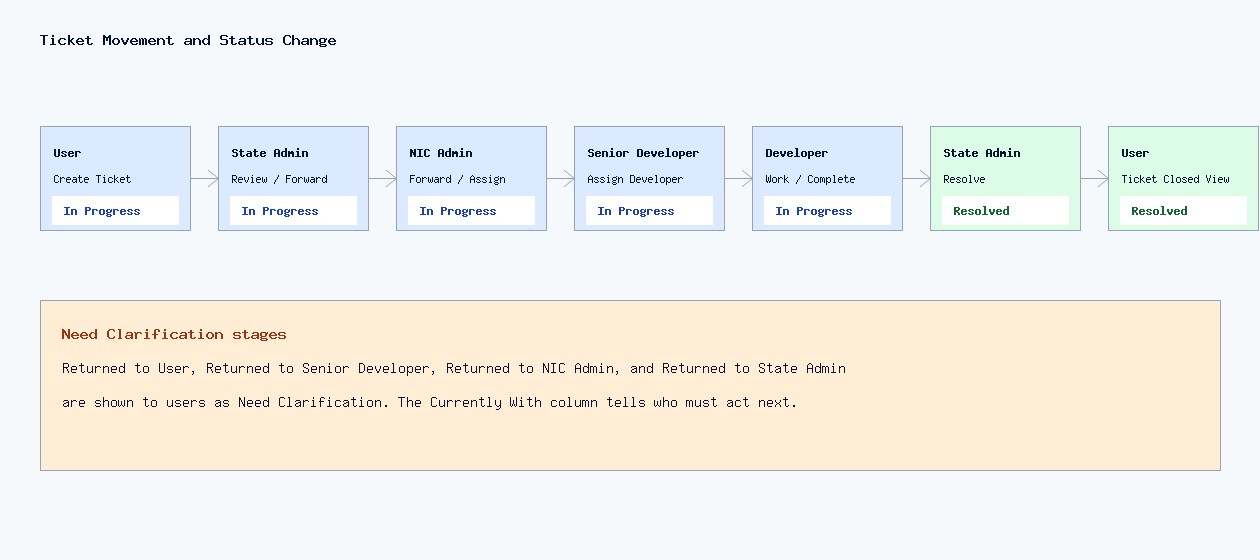 Ticket Movement and Status Change
User
Create Ticket
In Progress
State Admin
Review / Forward
In Progress
NIC Admin
Forward / Assign
In Progress
Senior Developer
Assign Developer
In Progress
Developer
Work / Complete
In Progress
State Admin
Resolve
Resolved
User
Ticket Closed View
Resolved
Need Clarification stages
Returned to User, Returned to Senior Developer, Returned to NIC Admin, and Returned to State Admin
are shown to users as Need Clarification. The Currently With column tells who must act next.